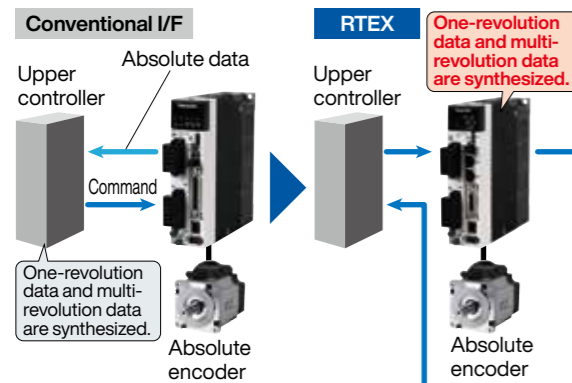 Conventional I/F
Absolute data
Upper
controller
Command
One-revolution
data and multi-
revolution data
are synthesized.
Absolute
encoder
RTEX
One-revolution
data and multi-
revolution data
are synthesized.
Upper
controller
Absolute
encoder